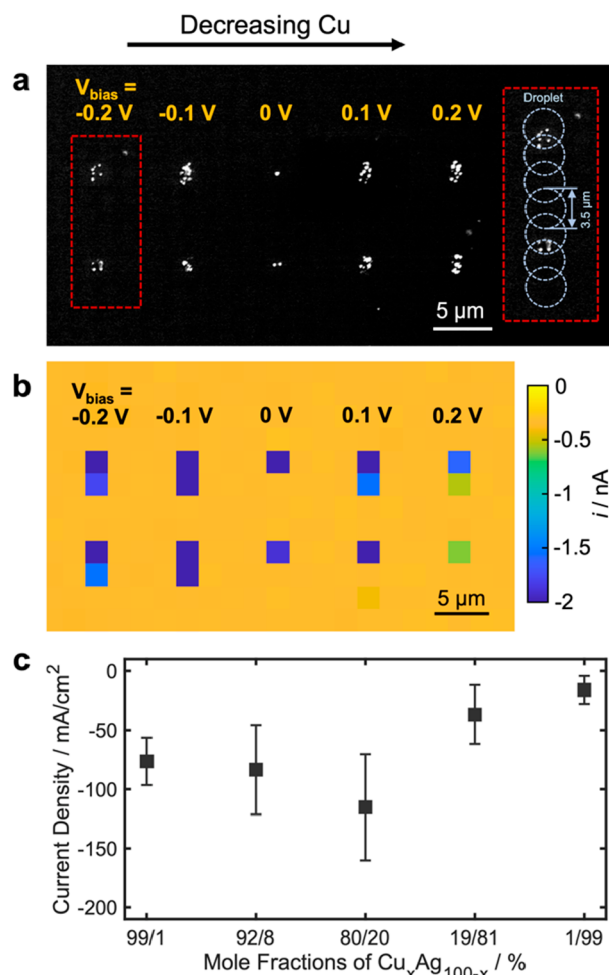 Decreasing Cu
a
V_bias =
-0.2 V -0.1 V 0 V 0.1 V 0.2 V
Droplet
3.5 μm
5 μm
b
V_bias =
-0.2 V -0.1 V 0 V 0.1 V 0.2 V
5 μm
0
-0.5
-1
-1.5
-2
i / nA
c
Current Density / mA/cm²
0
-50
-100
-150
-200
99/1 92/8 80/20 19/81 1/99
Mole Fractions of Cu_xAg_100-x / %